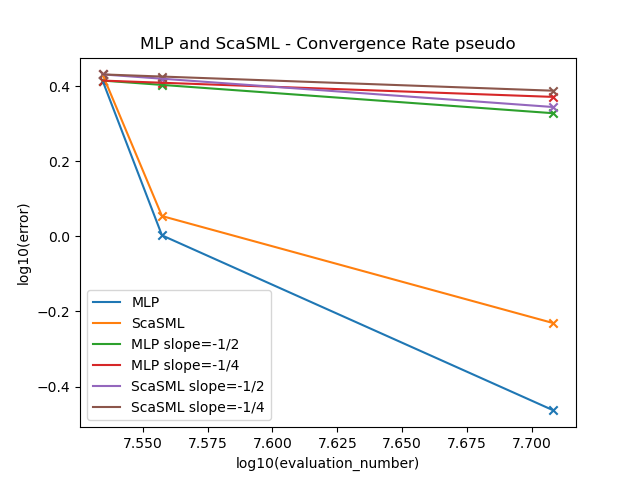 MLP and ScaSML - Convergence Rate pseudo
log10(error)
0.4
0.2
0.0
−0.2
−0.4
MLP
ScaSML
MLP slope=-1/2
MLP slope=-1/4
ScaSML slope=-1/2
ScaSML slope=-1/4
7.550 7.575 7.600 7.625 7.650 7.675 7.700
log10(evaluation_number)